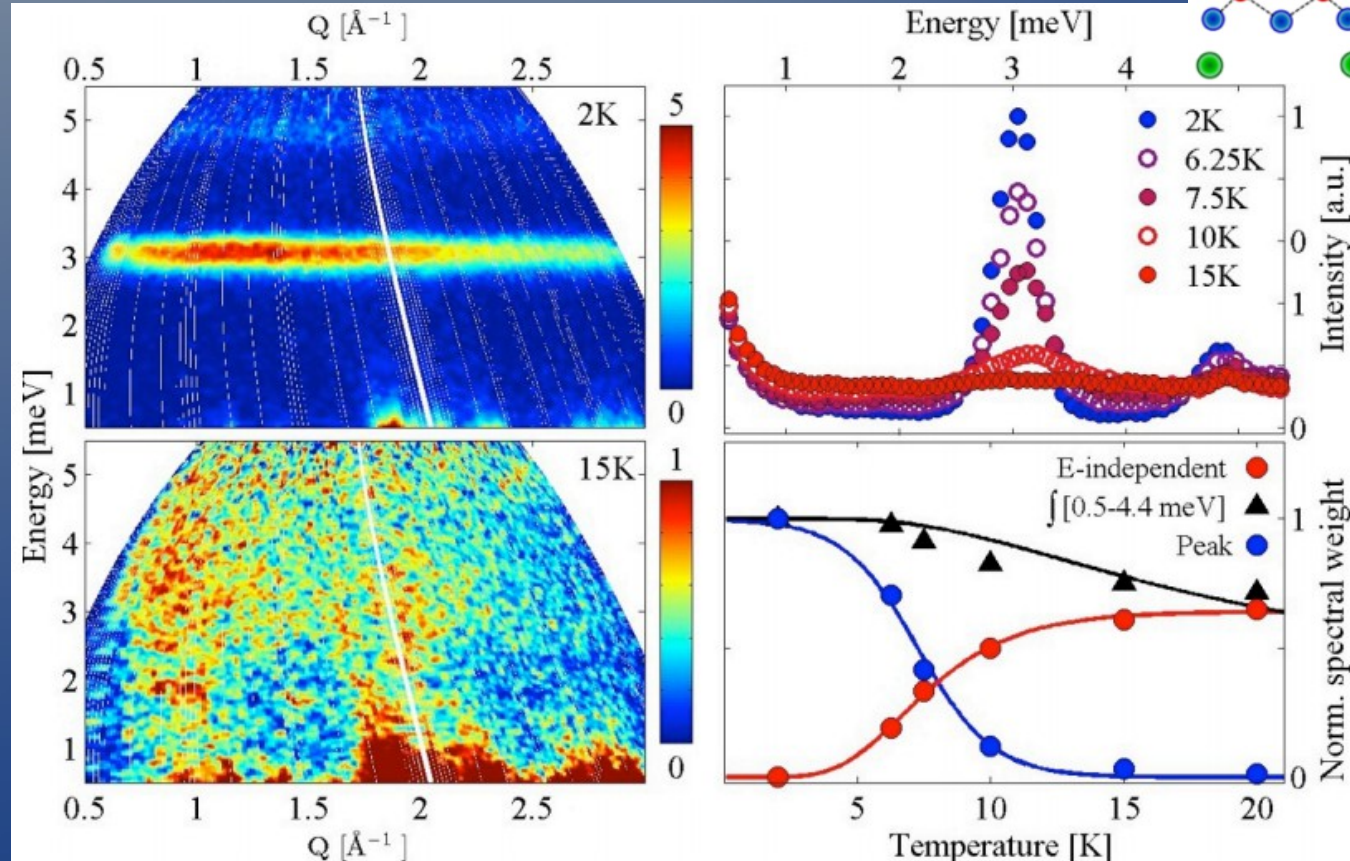 Q [Å⁻¹]
0.5 1 1.5 2 2.5
2K
5
4
3
2
1
5
0
Energy [meV]
15K
5
4
3
2
1
1
0
0.5 1 1.5 2 2.5
Q [Å⁻¹]
Energy [meV]
1 2 3 4
2K
6.25K
7.5K
10K
15K
1
0
1
0
Intensity [a.u.]
E-independent
∫[0.5-4.4 meV]
Peak
1
0
Norm. spectral weight
5 10 15 20
Temperature [K]